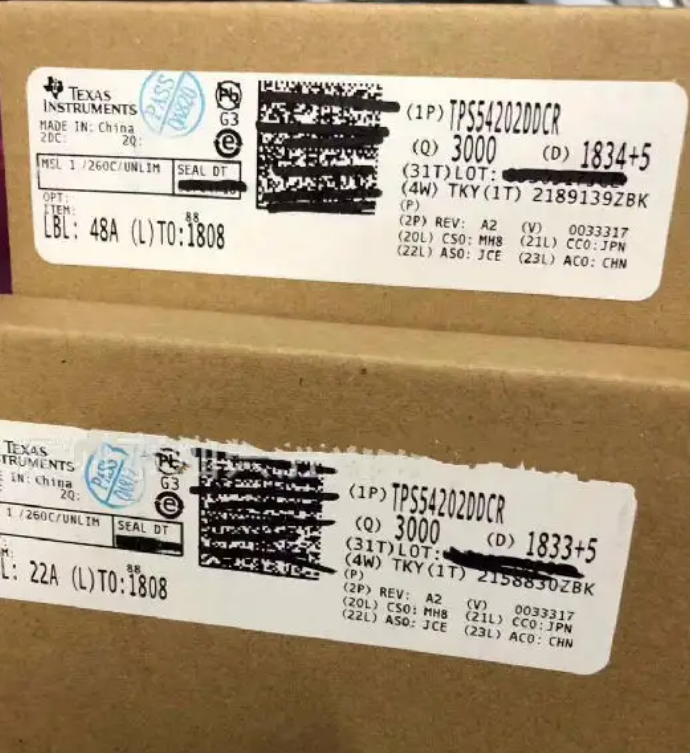 TEXAS
INSTRUMENTS
MADE IN: China
2DC: 2Q:
MSL 1 /260C/UNLIM SEAL DT
OPT:
ITEM:
LBL: 48A (L)TO:1808
88
PASS
Pb
G3
e
(1P) TPS54202DDCR
(Q) 3000 (D) 1834+5
(31T)LOT:
(4W) TKY(1T) 2189139ZBK
(P)
(2P) REV: A2 (V) 0033317
(20L) CSO: MH8 (21L) CCO:JPN
(22L) ASO: JCE (23L) ACO: CHN
TEXAS
TRUMENTS
IN: China
2Q:
1 /260C/UNLIM SEAL DT
M:
L: 22A (L)TO:1808
88
PASS
G3
e
(1P) TPS54202DDCR
(Q) 3000 (D) 1833+5
(31T)LOT:
(4W) TKY(1T) 2158830ZBK
(P)
(2P) REV: A2 (V) 0033317
(20L) CSO: MH8 (21L) CCO:JPN
(22L) ASO: JCE (23L) ACO: CHN